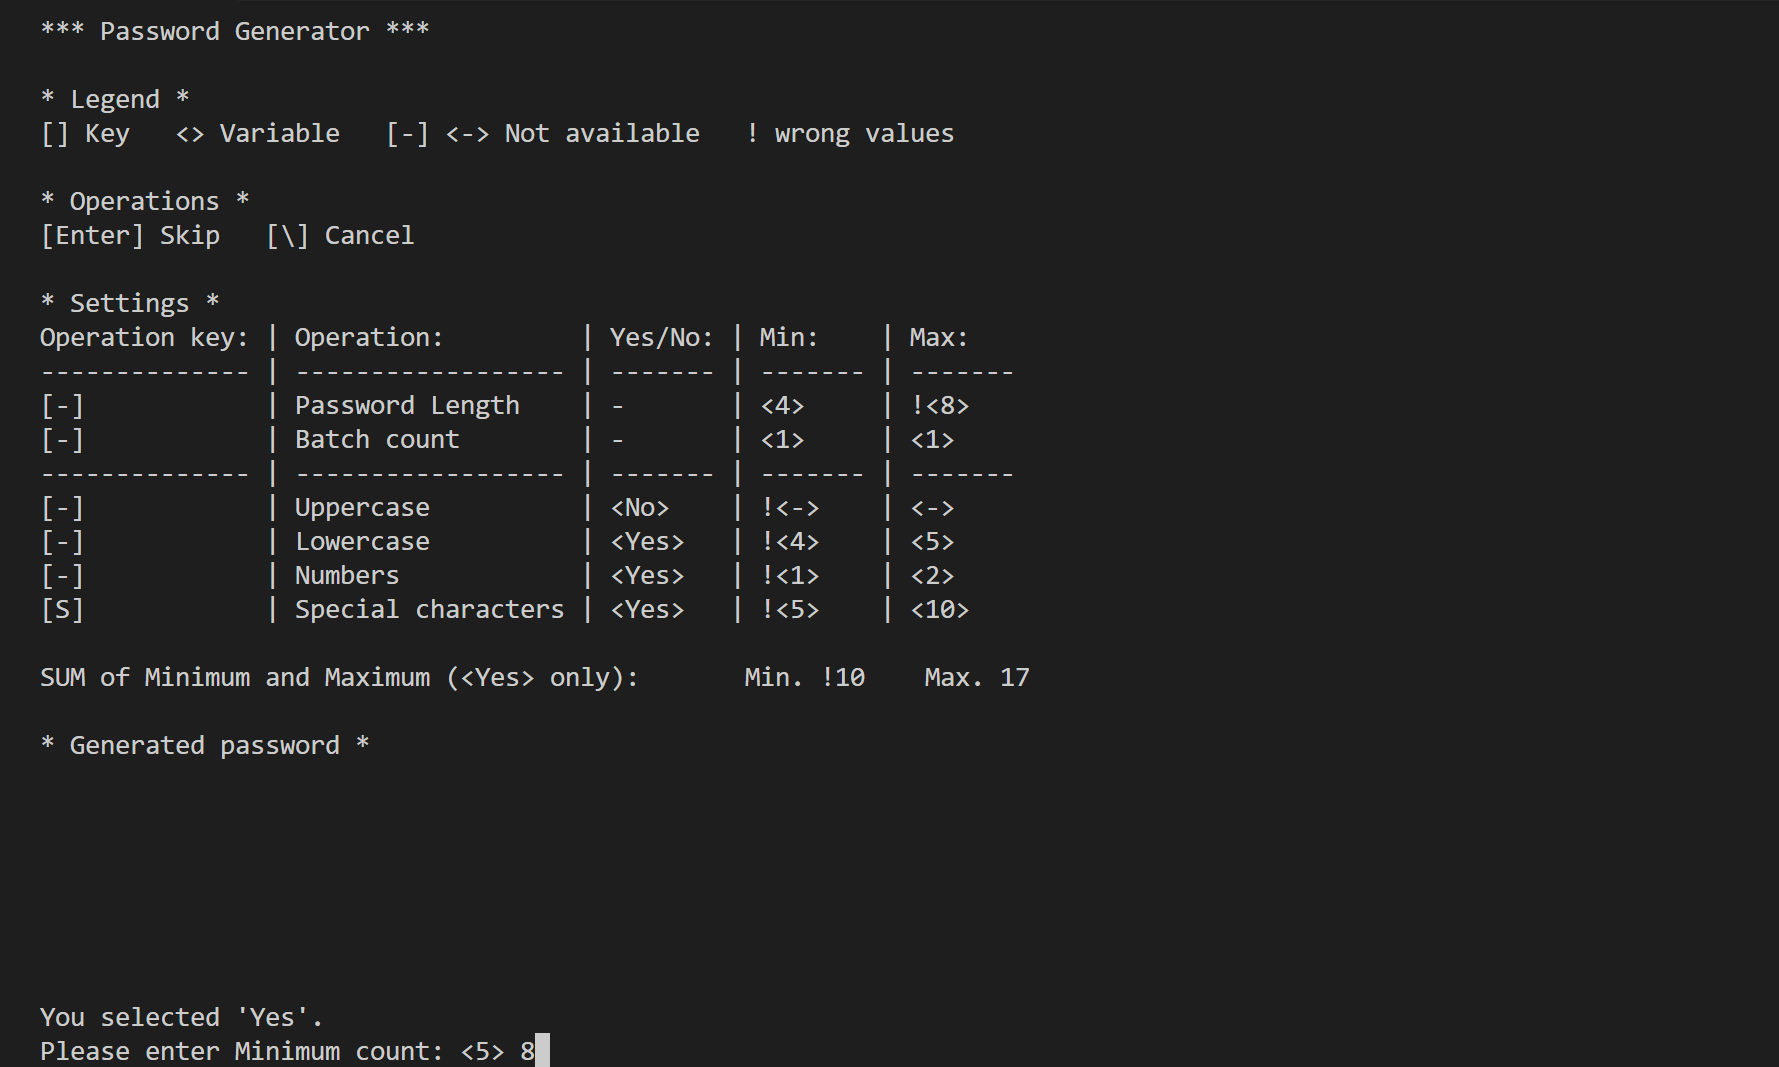 *** Password Generator ***
* Legend *
[] Key   <> Variable   [-] <-> Not available   ! wrong values
* Operations *
[Enter] Skip   [\] Cancel
* Settings *
Operation key: | Operation:         | Yes/No: | Min:    | Max:
-------------- | ------------------ | ------- | ------- | -------
[-]            | Password Length    | -       | <4>     | !<8>
[-]            | Batch count        | -       | <1>     | <1>
-------------- | ------------------ | ------- | ------- | -------
[-]            | Uppercase          | <No>    | !<->    | <->
[-]            | Lowercase          | <Yes>   | !<4>    | <5>
[-]            | Numbers            | <Yes>   | !<1>    | <2>
[S]            | Special characters | <Yes>   | !<5>    | <10>
SUM of Minimum and Maximum (<Yes> only):       Min. !10    Max. 17
* Generated password *
You selected 'Yes'.
Please enter Minimum count: <5> 8